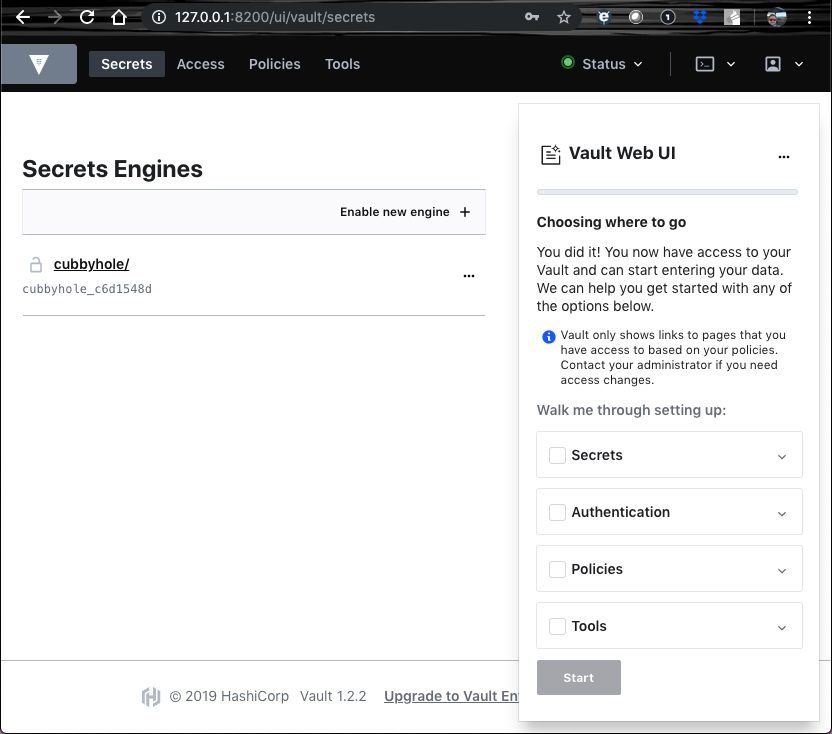 127.0.0.1:8200/ui/vault/secrets
1
Secrets Access Policies Tools Status
Secrets Engines
Enable new engine +
cubbyhole/
cubbyhole_c6d1548d
Vault Web UI
Choosing where to go
You did it! You now have access to your
Vault and can start entering your data.
We can help you get started with any of
the options below.
Vault only shows links to pages that you
have access to based on your policies.
Contact your administrator if you need
access changes.
Walk me through setting up:
Secrets
Authentication
Policies
Tools
Start
© 2019 HashiCorp Vault 1.2.2 Upgrade to Vault En